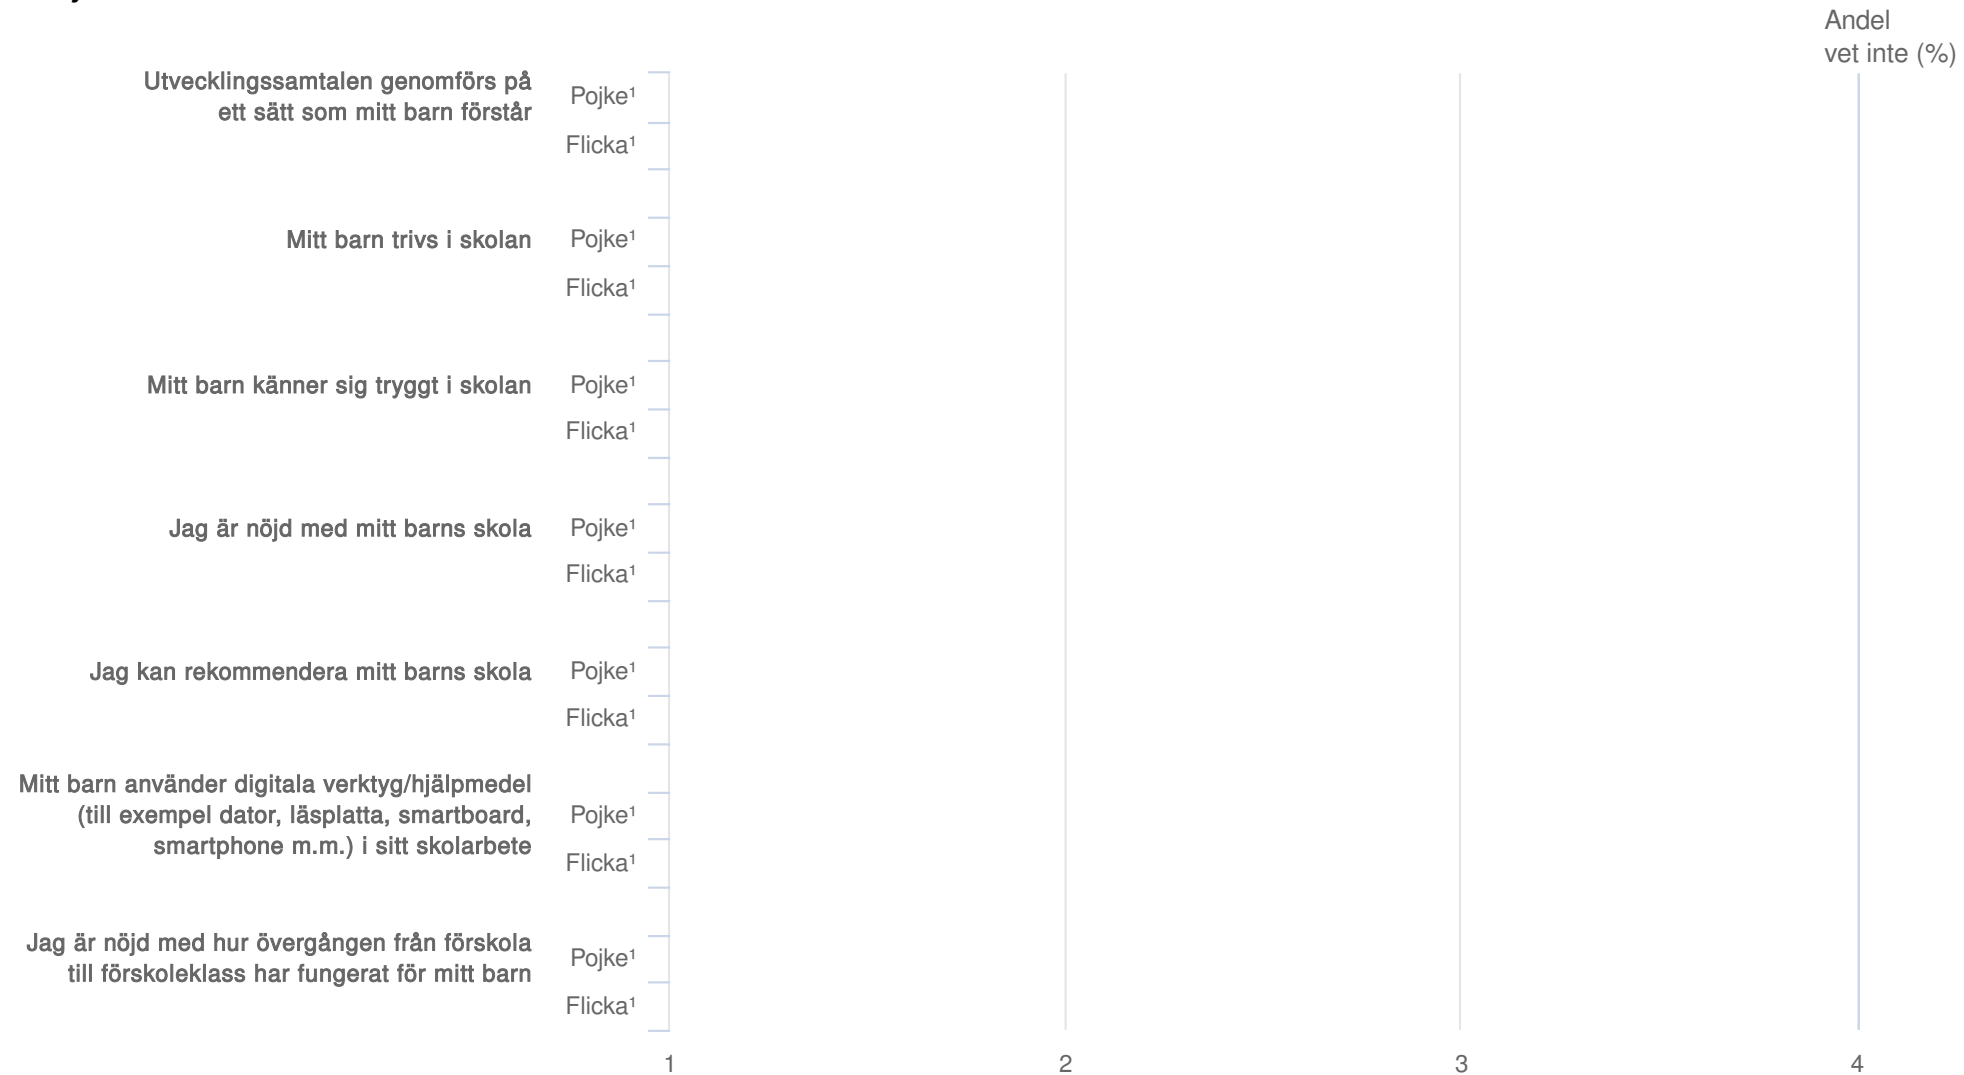 Andel
vet inte (%)
Utvecklingssamtalen genomförs på
ett sätt som mitt barn förstår
Pojke¹
Flicka¹
Mitt barn trivs i skolan
Pojke¹
Flicka¹
Mitt barn känner sig tryggt i skolan
Pojke¹
Flicka¹
Jag är nöjd med mitt barns skola
Pojke¹
Flicka¹
Jag kan rekommendera mitt barns skola
Pojke¹
Flicka¹
Mitt barn använder digitala verktyg/hjälpmedel
(till exempel dator, läsplatta, smartboard,
smartphone m.m.) i sitt skolarbete
Pojke¹
Flicka¹
Jag är nöjd med hur övergången från förskola
till förskoleklass har fungerat för mitt barn
Pojke¹
Flicka¹
1 2 3 4